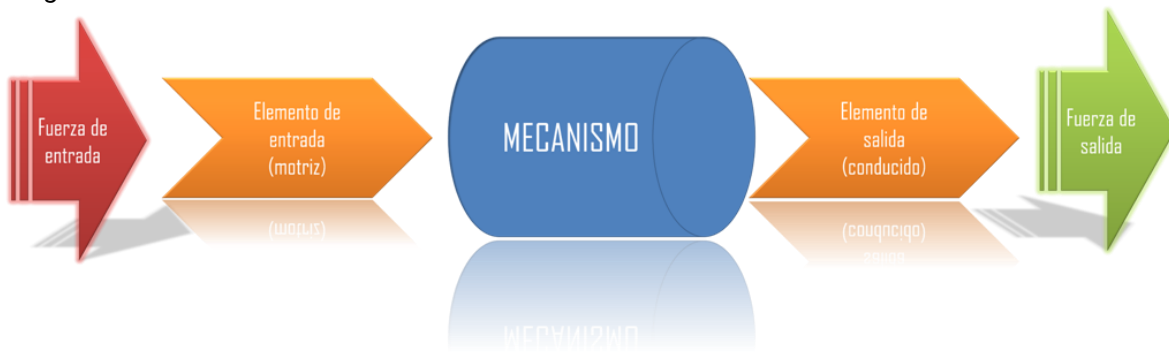 Fuerza de
entrada
Elemento de
entrada
(motriz)
MECANISMO
Elemento de
salida
(conducido)
Fuerza de
salida